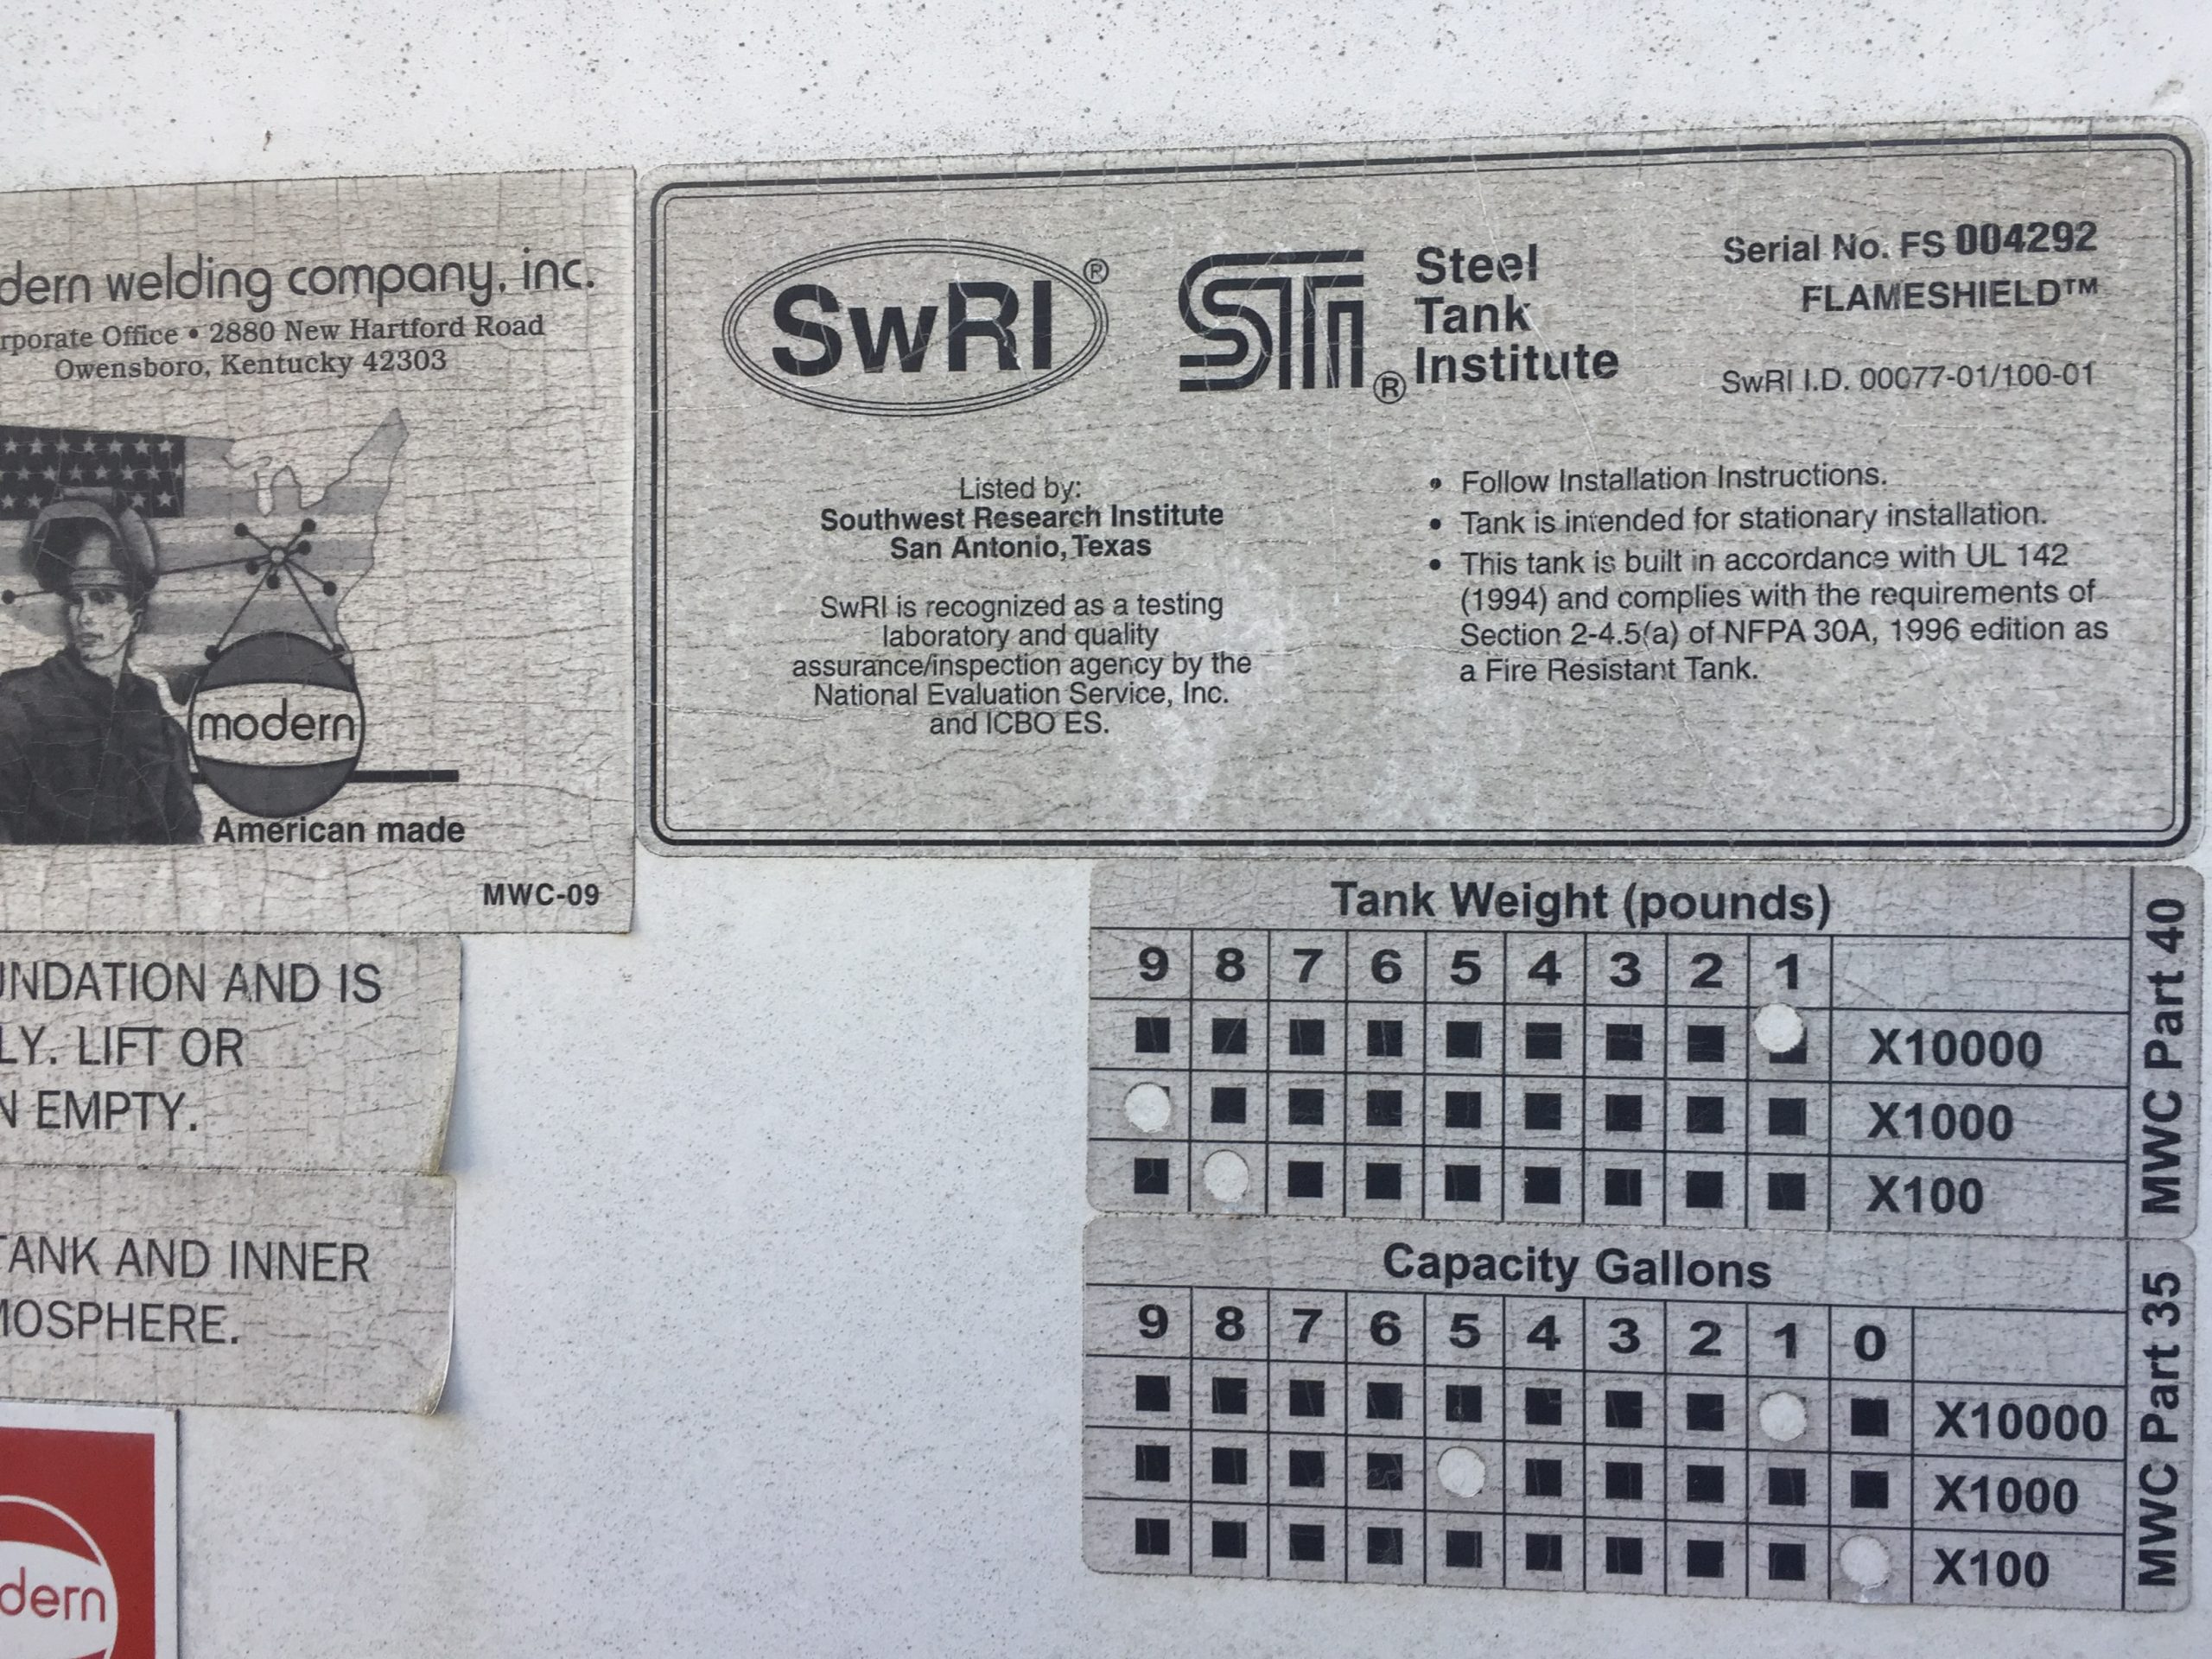 dern welding company, inc.
rporate Office • 2880 New Hartford Road
Owensboro, Kentucky 42303
modern
American made
MWC-09
UNDATION AND IS
LY. LIFT OR
N EMPTY.
TANK AND INNER
MOSPHERE.
dern
SwRI®
STi®
Steel
Tank
Institute
Serial No. FS 004292
FLAMESHIELD™
SwRI I.D. 00077-01/100-01
Listed by:
Southwest Research Institute
San Antonio, Texas
SwRI is recognized as a testing
laboratory and quality
assurance/inspection agency by the
National Evaluation Service, Inc.
and ICBO ES.
• Follow Installation Instructions.
• Tank is intended for stationary installation.
• This tank is built in accordance with UL 142
(1994) and complies with the requirements of
Section 2-4.5(a) of NFPA 30A, 1996 edition as
a Fire Resistant Tank.
Tank Weight (pounds)
9 8 7 6 5 4 3 2 1
X10000
X1000
X100
MWC Part 40
Capacity Gallons
9 8 7 6 5 4 3 2 1 0
X10000
X1000
X100
MWC Part 35